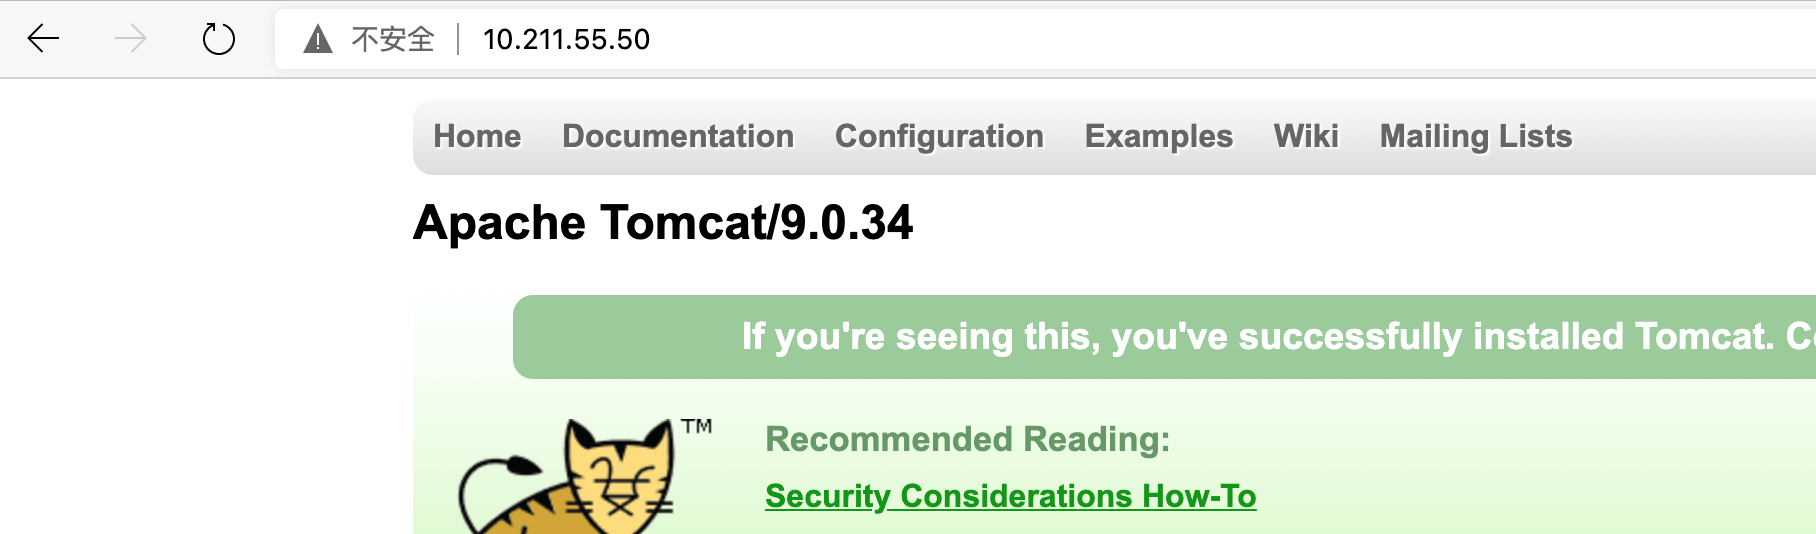 不安全 10.211.55.50
Home Documentation Configuration Examples Wiki Mailing Lists
Apache Tomcat/9.0.34
If you're seeing this, you've successfully installed Tomcat.
TM
Recommended Reading:
Security Considerations How-To